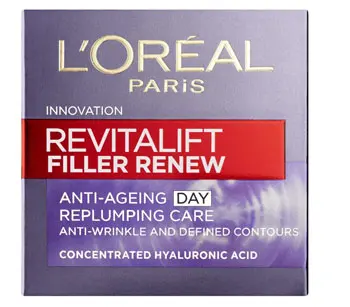 L'ORÉAL
PARiS
INNOVATION
REVITALIFT
FILLER RENEW
ANTI-AGEING DAY
REPLUMPING CARE
ANTI-WRINKLE AND DEFINED CONTOURS
CONCENTRATED HYALURONIC ACID